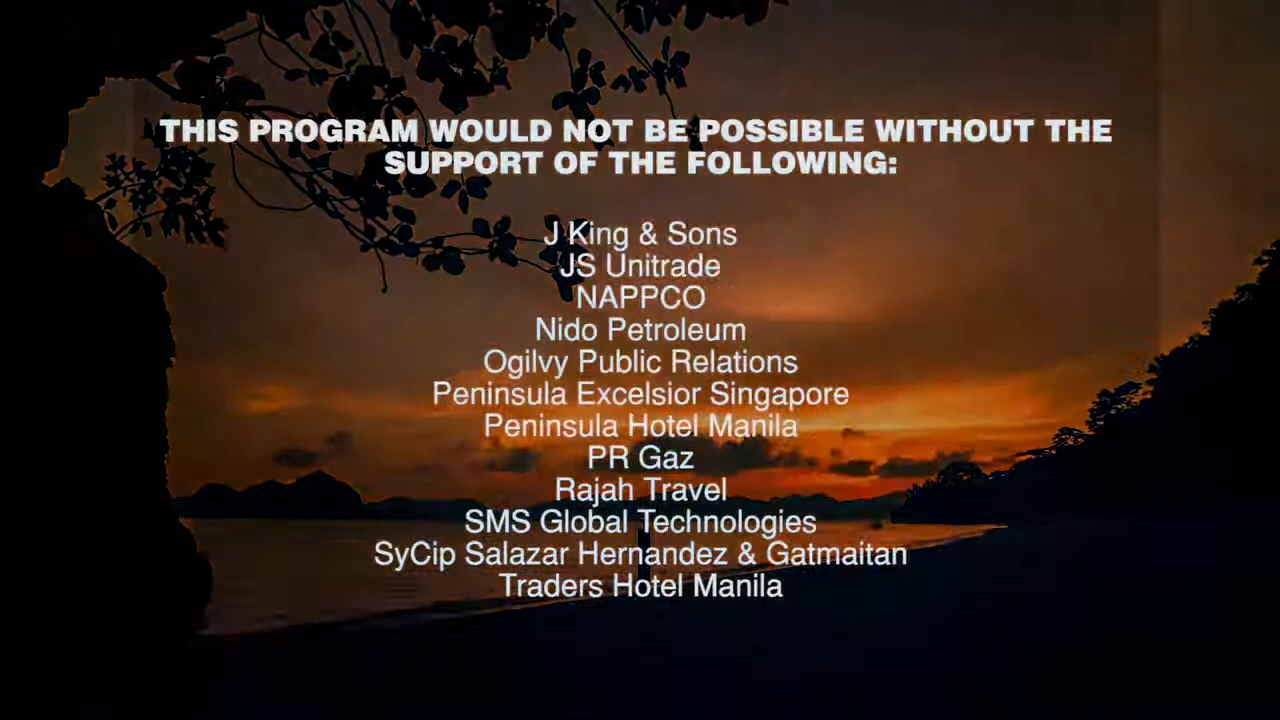 THIS PROGRAM WOULD NOT BE POSSIBLE WITHOUT THE
SUPPORT OF THE FOLLOWING:
J King & Sons
JS Unitrade
NAPPCO
Nido Petroleum
Ogilvy Public Relations
Peninsula Excelsior Singapore
Peninsula Hotel Manila
PR Gaz
Rajah Travel
SMS Global Technologies
SyCip Salazar Hernandez & Gatmaitan
Traders Hotel Manila